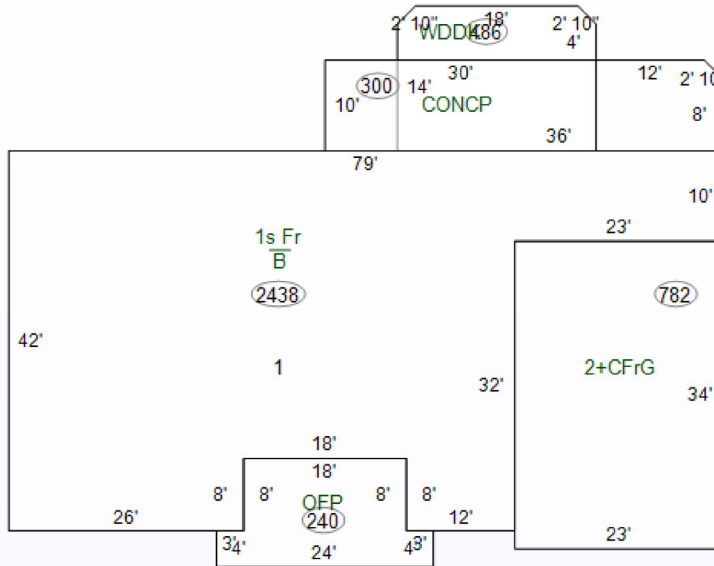 2' 10" 18' 2' 10"
WDDK 486
4'
30' 12' 2' 10
300 14'
10' CONCP 8'
36'
79'
10'
23'
1s Fr
B
2438 782
42'
1 2+CFrG
32' 34'
18'
18'
8' 8' 8' 8'
OFP
26' 240 12'
23'
3' 4' 24' 4' 3'